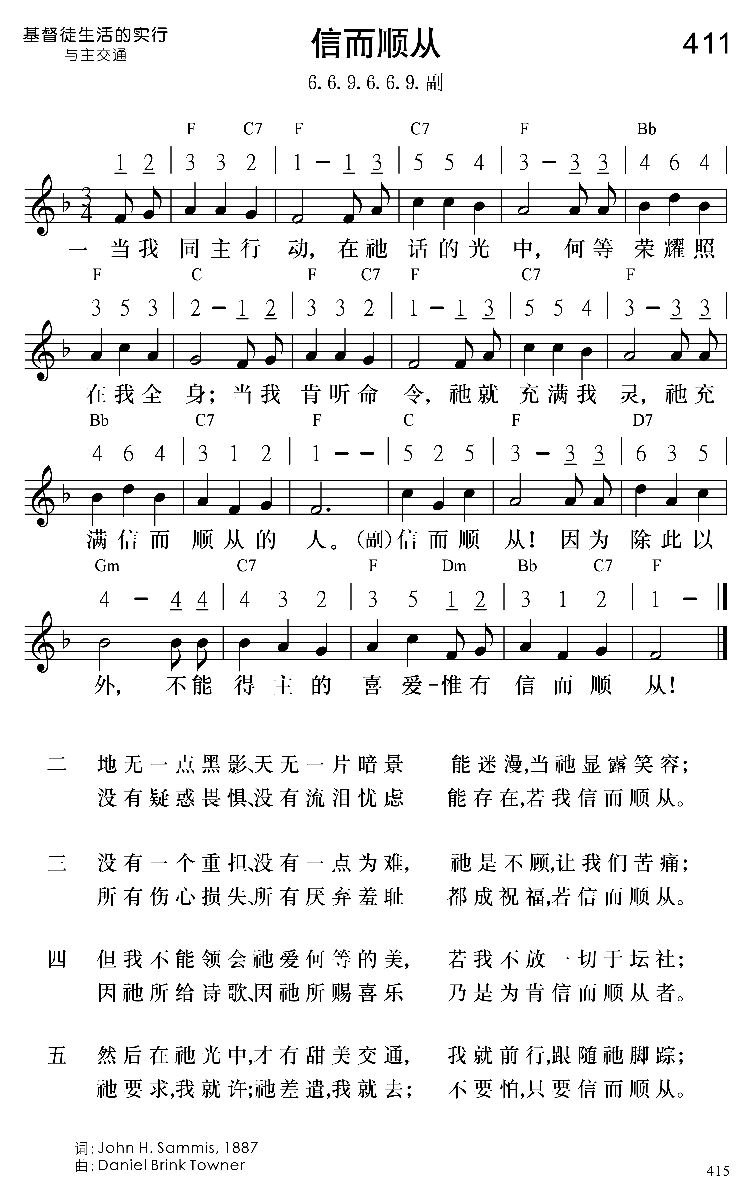 基督徒生活的实行
与主交通
信而顺从
411
6.6.9.6.6.9.副
F C7 F C7 F Bb
1 2 | 3 3 2 | 1 – 1 3 | 5 5 4 | 3 – 3 3 | 4 6 4 |
3/4
一 当我 同主行 动, 在祂 话的光 中, 何等 荣耀照
F C F C7 F C7 F
3 5 3 | 2 – 1 2 | 3 3 2 | 1 – 1 3 | 5 5 4 | 3 – 3 3 |
在我全 身; 当我 肯听命 令, 祂就 充满我 灵, 祂充
Bb C7 F C F D7
4 6 4 | 3 1 2 | 1 – – | 5 2 5 | 3 – 3 3 | 6 3 5 |
满信而 顺从的 人。(副)信而顺 从! 因为 除此以
Gm C7 F Dm Bb C7 F
4 – 4 4 | 4 3 2 | 3 5 1 2 | 3 1 2 | 1 –
外, 不能 得主的 喜爱–惟有 信而顺 从!
二 地无一点黑影、天无一片暗景 能迷漫,当祂显露笑容;
没有疑惑畏惧、没有流泪忧虑 能存在,若我信而顺从。
三 没有一个重担、没有一点为难, 祂是不顾,让我们苦痛;
所有伤心损失、所有厌弃羞耻 都成祝福,若信而顺从。
四 但我不能领会祂爱何等的美, 若我不放一切于坛社;
因祂所给诗歌、因祂所赐喜乐 乃是为肯信而顺从者。
五 然后在祂光中,才有甜美交通, 我就前行,跟随祂脚踪;
祂要求,我就许;祂差遣,我就去; 不要怕,只要信而顺从。
词: John H. Sammis, 1887
曲: Daniel Brink Towner
415